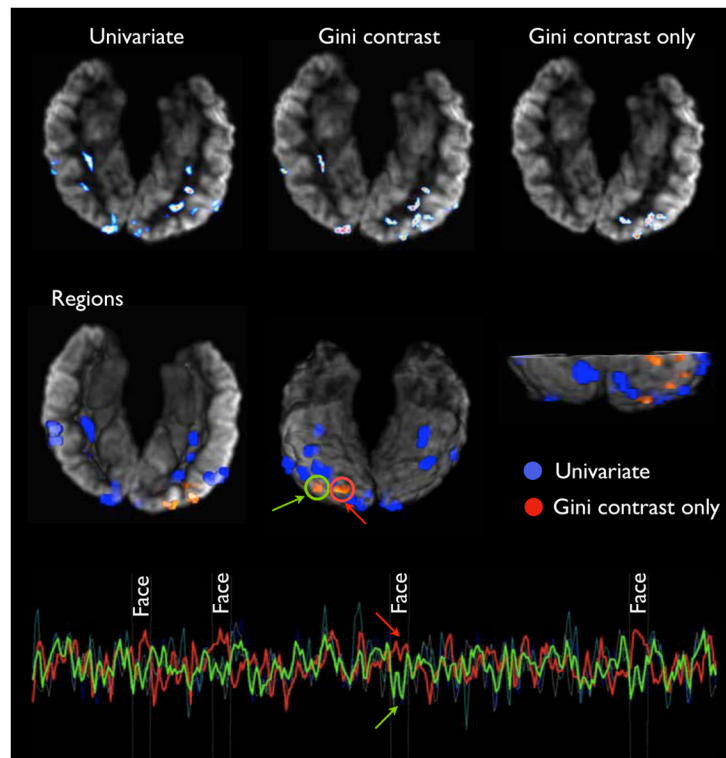 Univariate
Gini contrast
Gini contrast only
Regions
Univariate
Gini contrast only
Face
Face
Face
Face